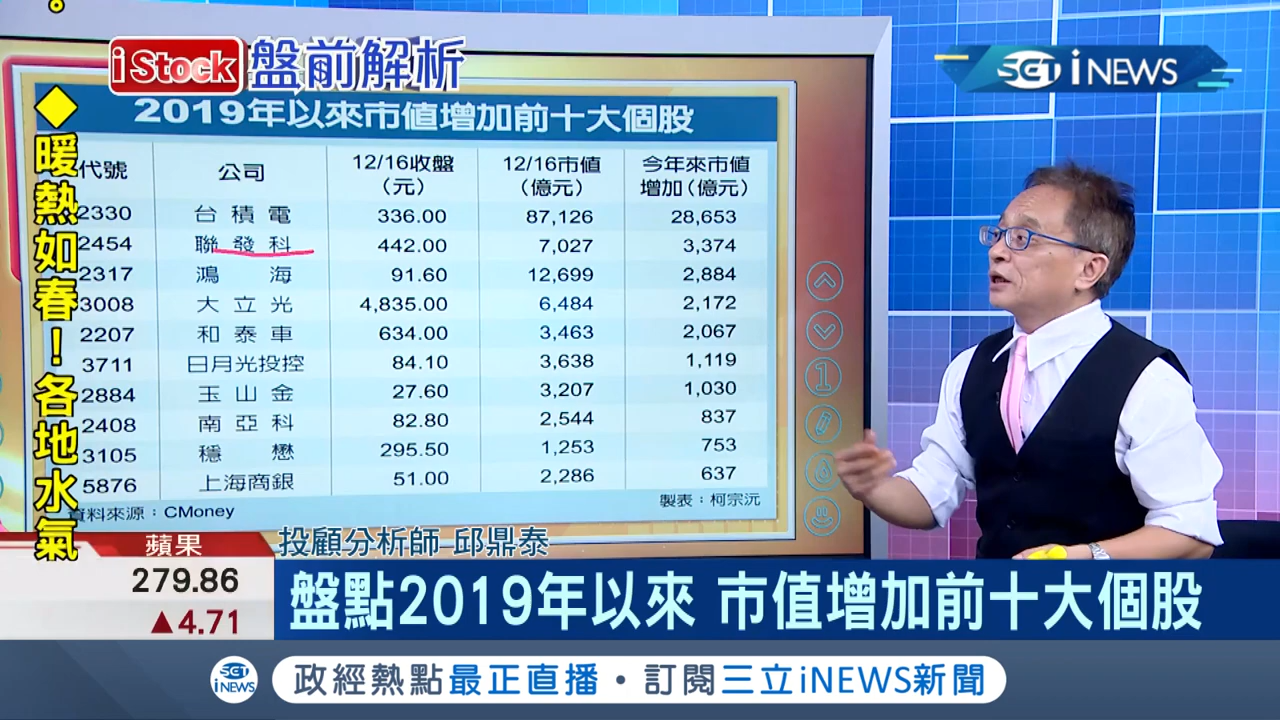 iStock 盤前解析
SET iNEWS
。◆暖熱如春！各地水氣
2019年以來市值增加前十大個股
代號 公司 12/16收盤（元） 12/16市值（億元） 今年來市值增加(億元)
2330 台積電 336.00 87,126 28,653
2454 聯發科 442.00 7,027 3,374
2317 鴻海 91.60 12,699 2,884
3008 大立光 4,835.00 6,484 2,172
2207 和泰車 634.00 3,463 2,067
3711 日月光投控 84.10 3,638 1,119
2884 玉山金 27.60 3,207 1,030
2408 南亞科 82.80 2,544 837
3105 穩懋 295.50 1,253 753
5876 上海商銀 51.00 2,286 637
資料來源：CMoney 製表：柯宗沅
1
蘋果
279.86
▲4.71
投顧分析師 邱鼎泰
盤點2019年以來 市值增加前十大個股
SET iNEWS 政經熱點最正直播・訂閱三立iNEWS新聞